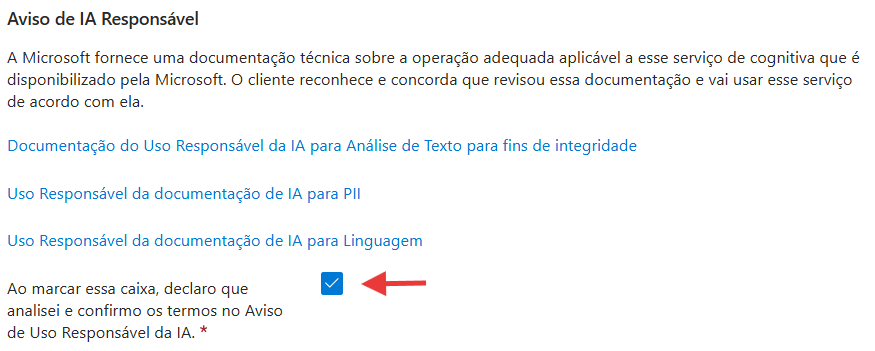 Aviso de IA Responsável
A Microsoft fornece uma documentação técnica sobre a operação adequada aplicável a esse serviço de cognitiva que é
disponibilizado pela Microsoft. O cliente reconhece e concorda que revisou essa documentação e vai usar esse serviço
de acordo com ela.
Documentação do Uso Responsável da IA para Análise de Texto para fins de integridade
Uso Responsável da documentação de IA para PII
Uso Responsável da documentação de IA para Linguagem
Ao marcar essa caixa, declaro que
analisei e confirmo os termos no Aviso
de Uso Responsável da IA. *